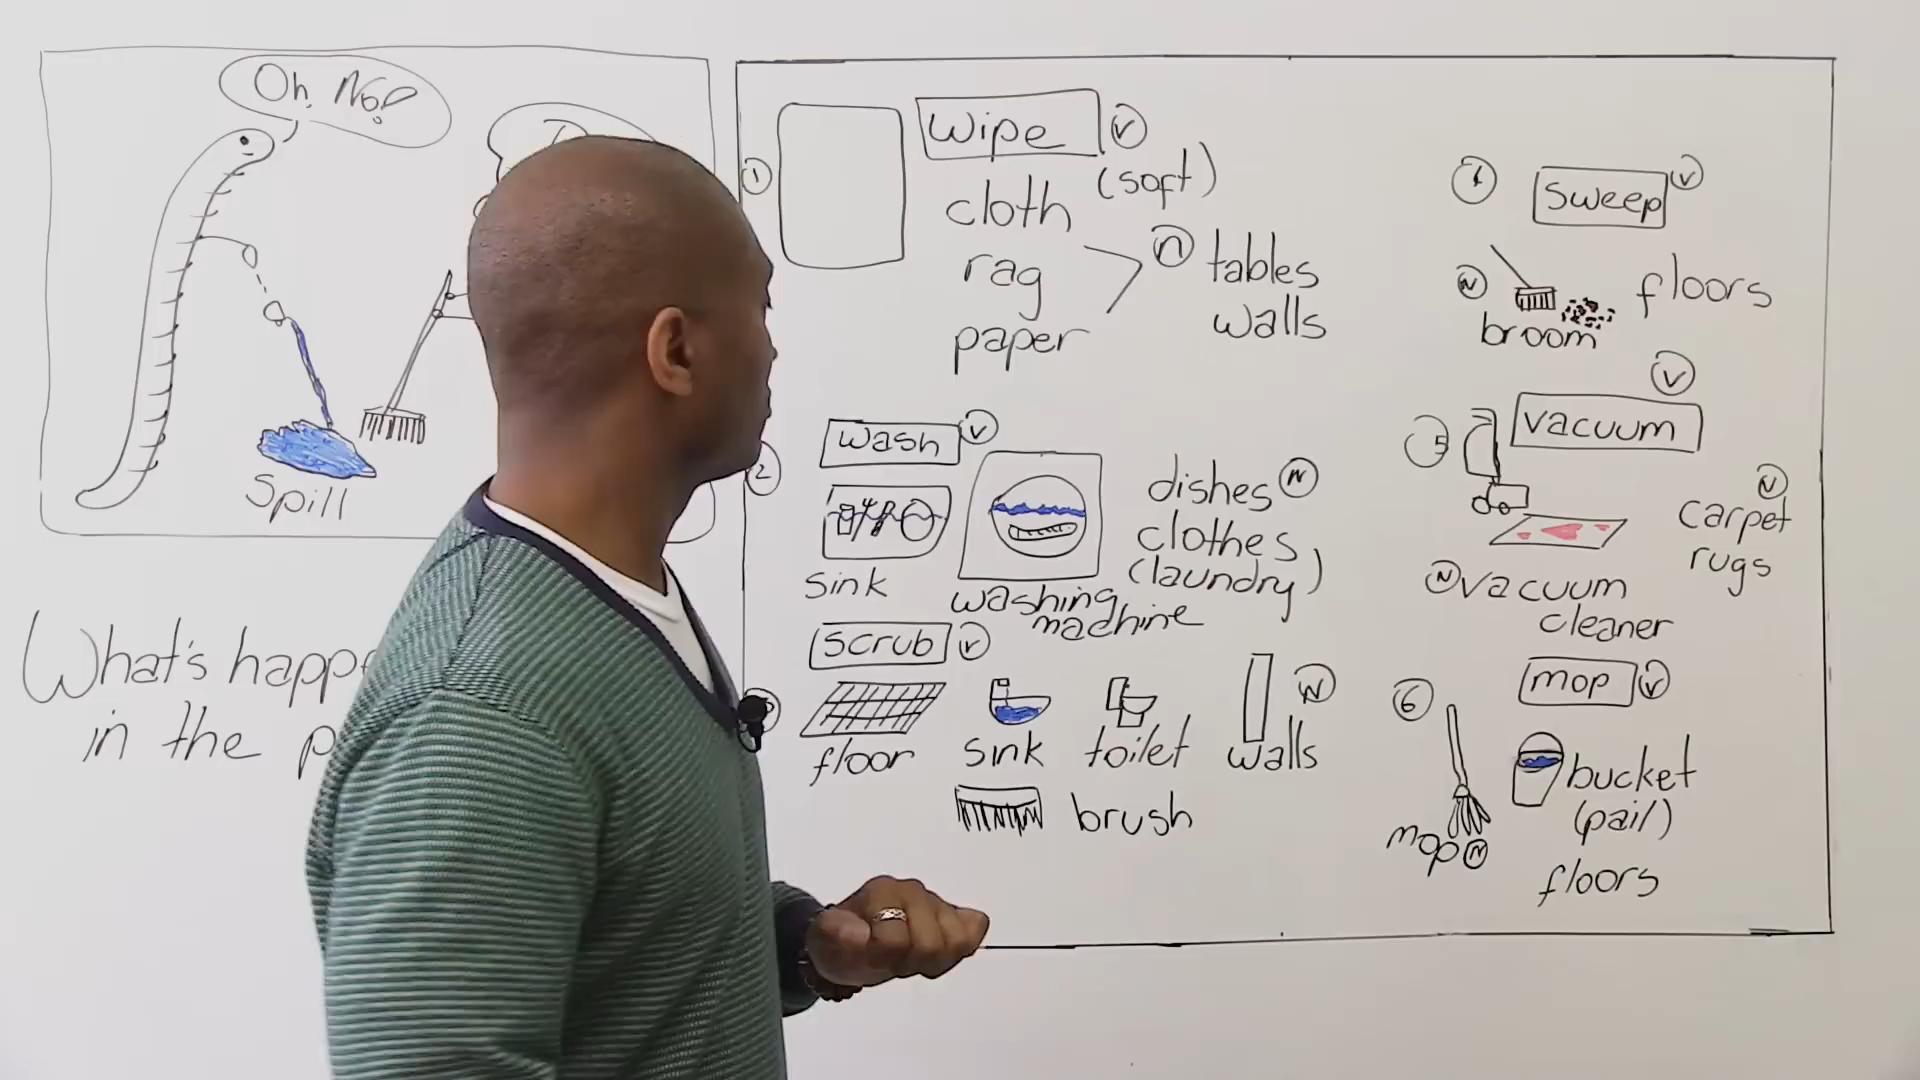 Oh, No!
Spill
What's
in the
1
wipe V
(soft)
cloth
rag
paper
n tables
walls
2
wash V
sink
washing
machine
dishes N
clothes
(laundry)
scrub V
floor
sink
toilet
walls
N
brush
sweep V
N
broom
floors
5
vacuum V
N
carpet
rugs
N vacuum
cleaner
6
mop V
mop N
bucket
(pail)
floors